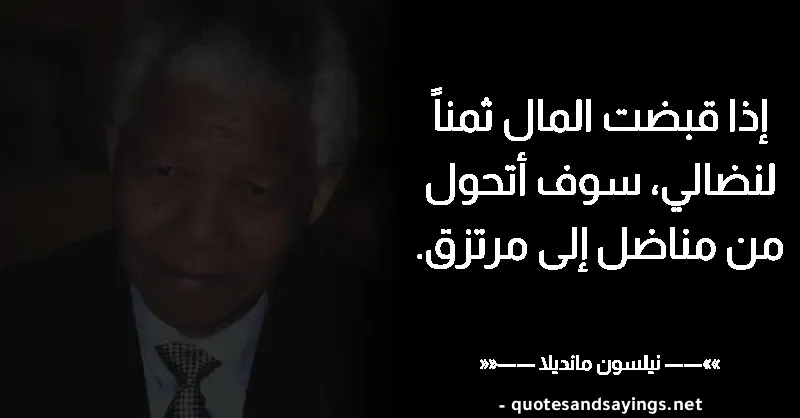 إذا قبضت المال ثمناً
لنضالي، سوف أتحول
من مناضل إلى مرتزق.
»»—— نيلسون مانديلا ——««
- quotesandsayings.net